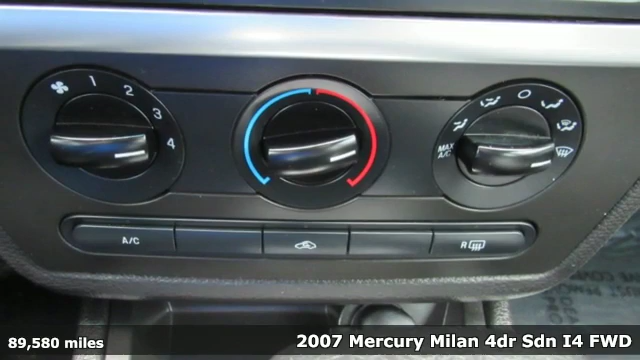 1
2
3
4
MAX
A/C
A/C
R
89,580 miles
2007 Mercury Milan 4dr Sdn I4 FWD